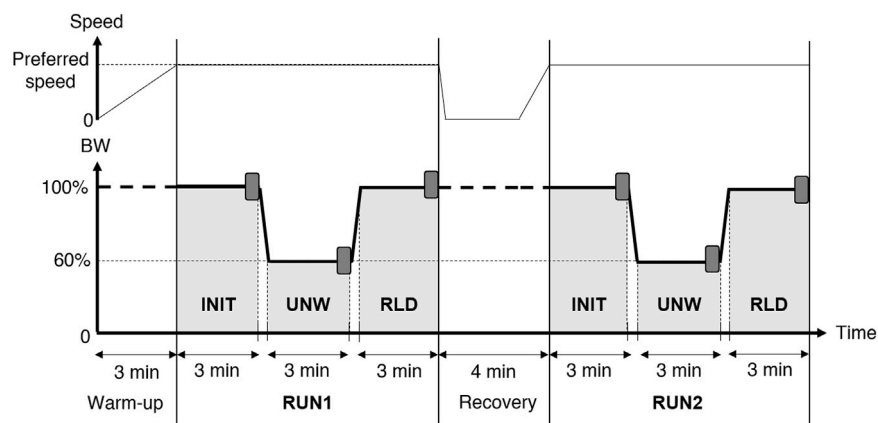 Speed
Preferred
speed
0
BW
100%
60%
INIT UNW RLD INIT UNW RLD
0
Time
3 min 3 min 3 min 3 min 4 min 3 min 3 min 3 min
Warm-up RUN1 Recovery RUN2